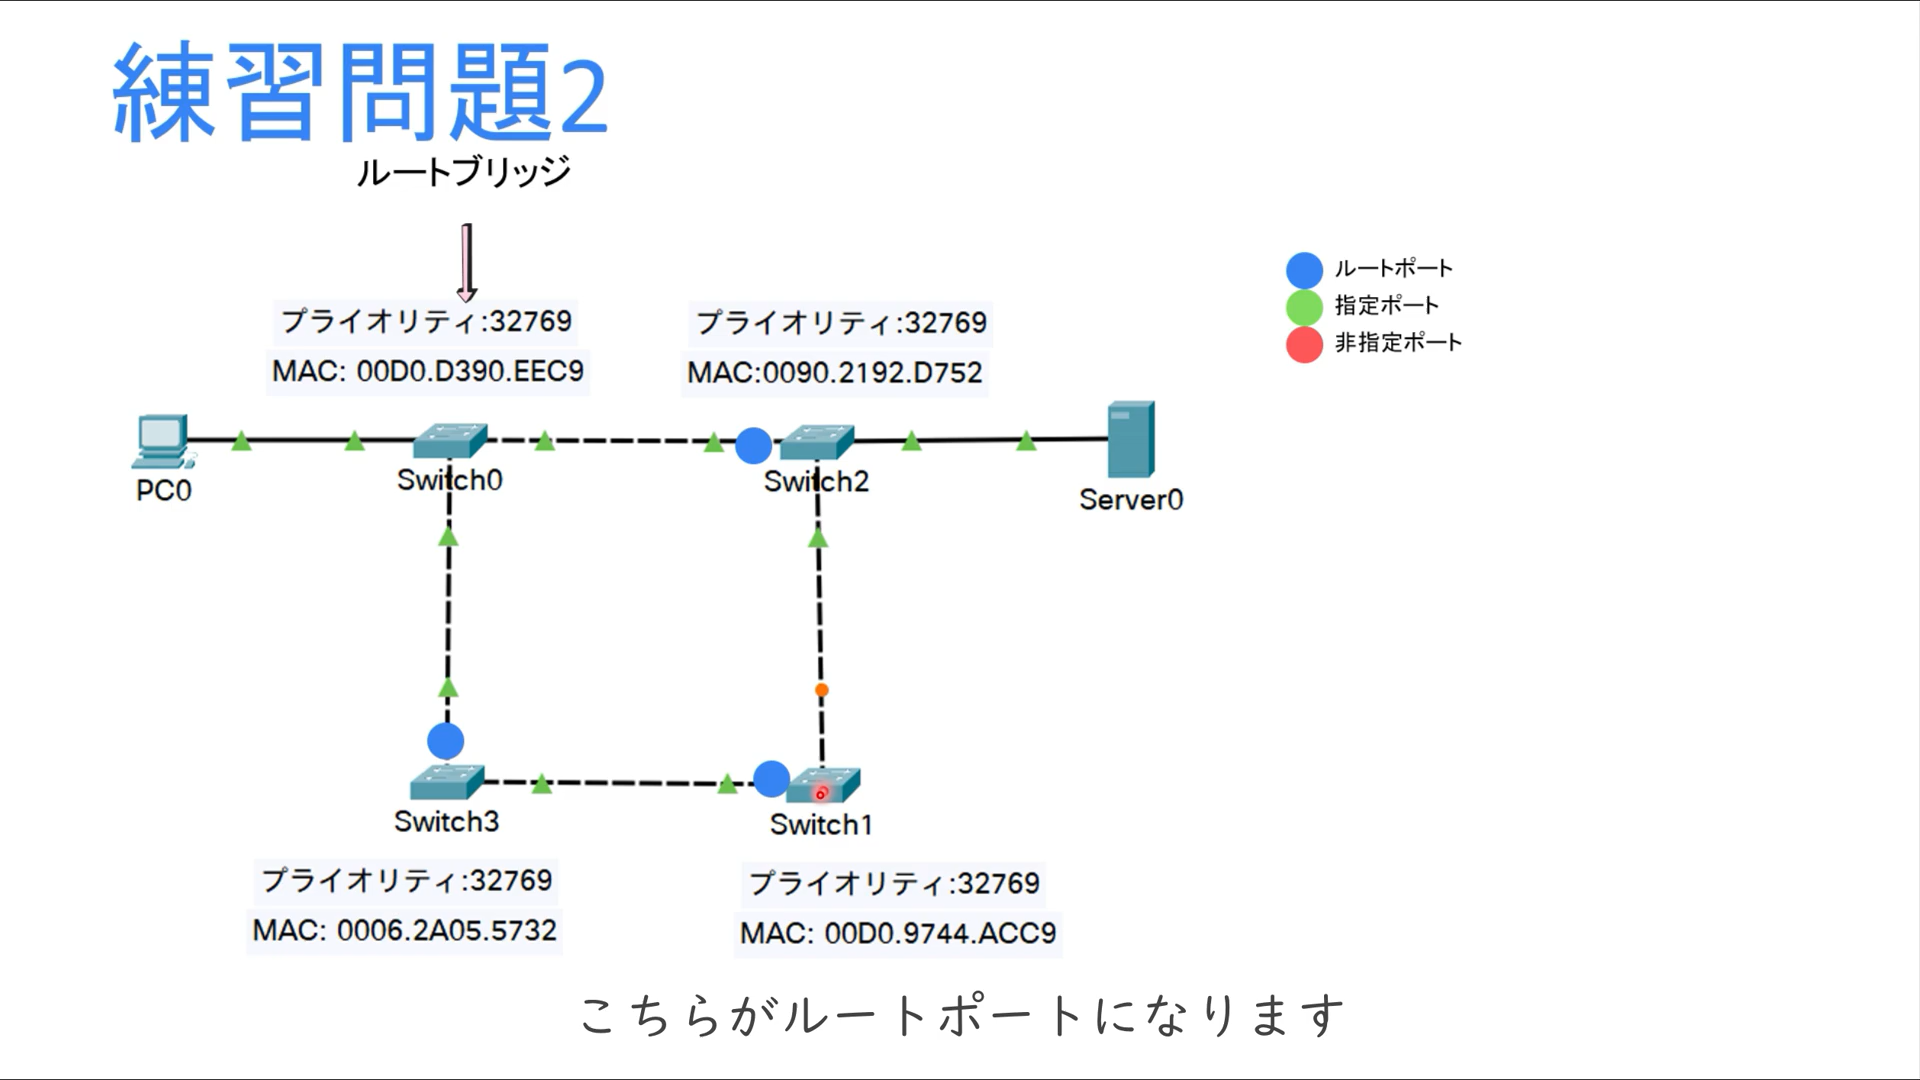 練習問題2
ルートブリッジ
プライオリティ:32769
MAC: 00D0.D390.EEC9
プライオリティ:32769
MAC:0090.2192.D752
ルートポート
指定ポート
非指定ポート
PC0
Switch0
Switch2
Server0
Switch3
Switch1
プライオリティ:32769
MAC: 0006.2A05.5732
プライオリティ:32769
MAC: 00D0.9744.ACC9
こちらがルートポートになります